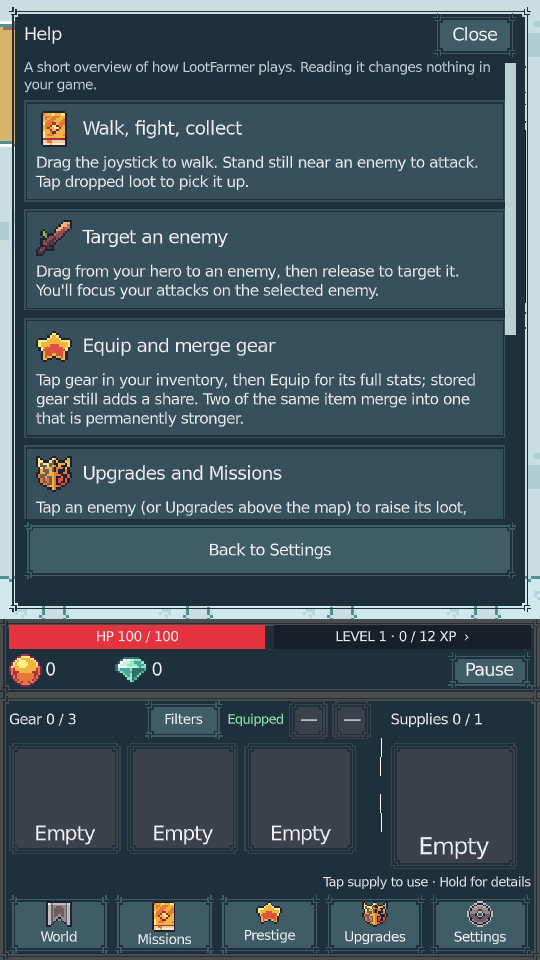 Help
Close
A short overview of how LootFarmer plays. Reading it changes nothing in
your game.
Walk, fight, collect
Drag the joystick to walk. Stand still near an enemy to attack.
Tap dropped loot to pick it up.
Target an enemy
Drag from your hero to an enemy, then release to target it.
You'll focus your attacks on the selected enemy.
Equip and merge gear
Tap gear in your inventory, then Equip for its full stats; stored
gear still adds a share. Two of the same item merge into one
that is permanently stronger.
Upgrades and Missions
Tap an enemy (or Upgrades above the map) to raise its loot,
Back to Settings
HP 100 / 100
LEVEL 1 · 0 / 12 XP ›
0
0
Pause
Gear 0 / 3
Filters
Equipped
—
—
Supplies 0 / 1
Empty
Empty
Empty
Empty
Tap supply to use · Hold for details
World
Missions
Prestige
Upgrades
Settings